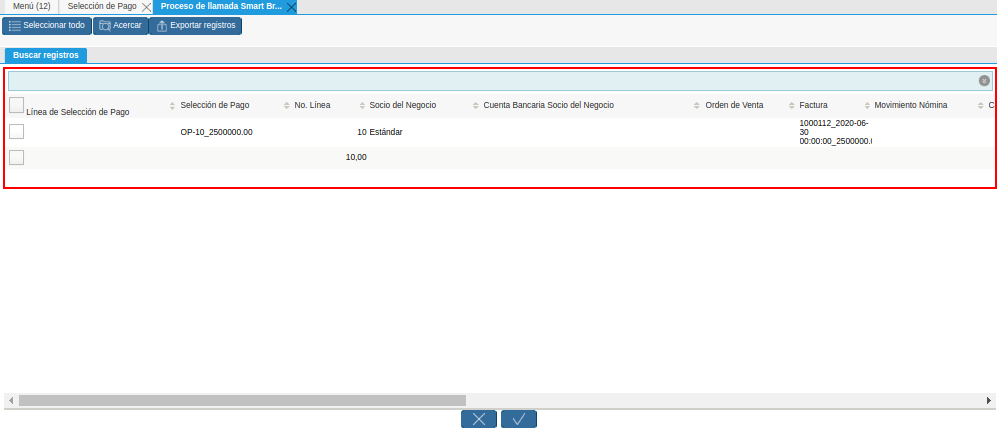 Menú (12) Selección de Pago Proceso de llamada Smart Br...
Seleccionar todo Acercar Exportar registros
Buscar registros
Línea de Selección de Pago Selección de Pago No. Línea Socio del Negocio Cuenta Bancaria Socio del Negocio Orden de Venta Factura Movimiento Nómina C
OP-10_2500000.00 10 Estándar 1000112_2020-06-
30
00:00:00_2500000.0
10,00